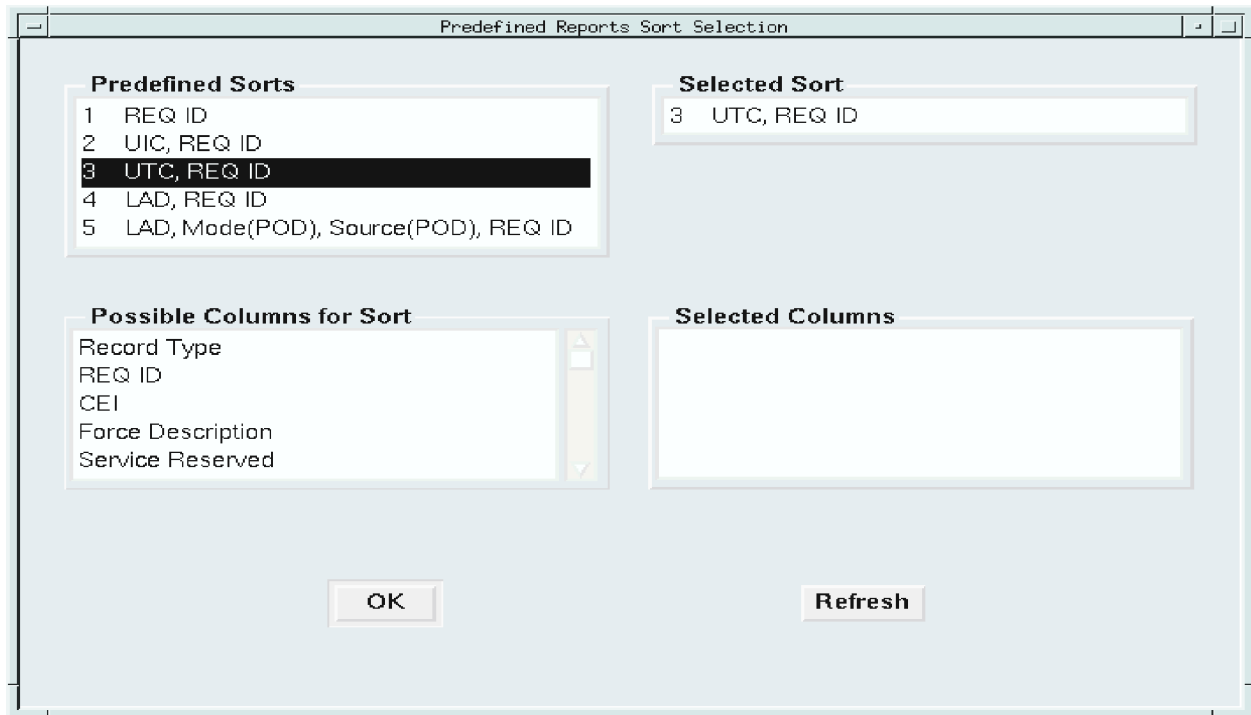 Predefined Reports Sort Selection
Predefined Sorts
1 REQ ID
2 UIC, REQ ID
3 UTC, REQ ID
4 LAD, REQ ID
5 LAD, Mode(POD), Source(POD), REQ ID
Selected Sort
3 UTC, REQ ID
Possible Columns for Sort
Record Type
REQ ID
CEI
Force Description
Service Reserved
Selected Columns
OK
Refresh